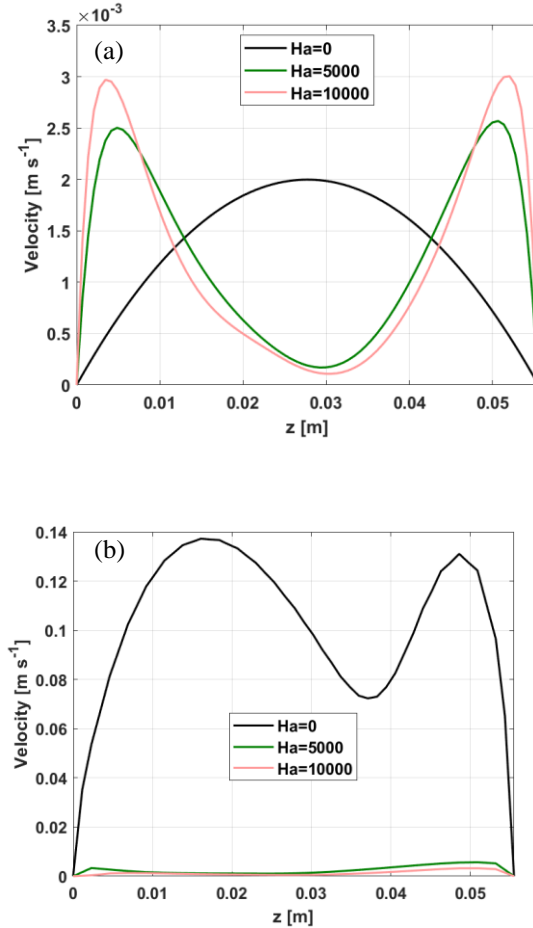 ×10⁻³
(a)
Ha=0
Ha=5000
Ha=10000
3.5
3
2.5
2
1.5
1
0.5
0
Velocity [m s⁻¹]
0 0.01 0.02 0.03 0.04 0.05
z [m]
(b)
0.14
0.12
0.1
0.08
0.06
0.04
0.02
0
Velocity [m s⁻¹]
Ha=0
Ha=5000
Ha=10000
0 0.01 0.02 0.03 0.04 0.05
z [m]